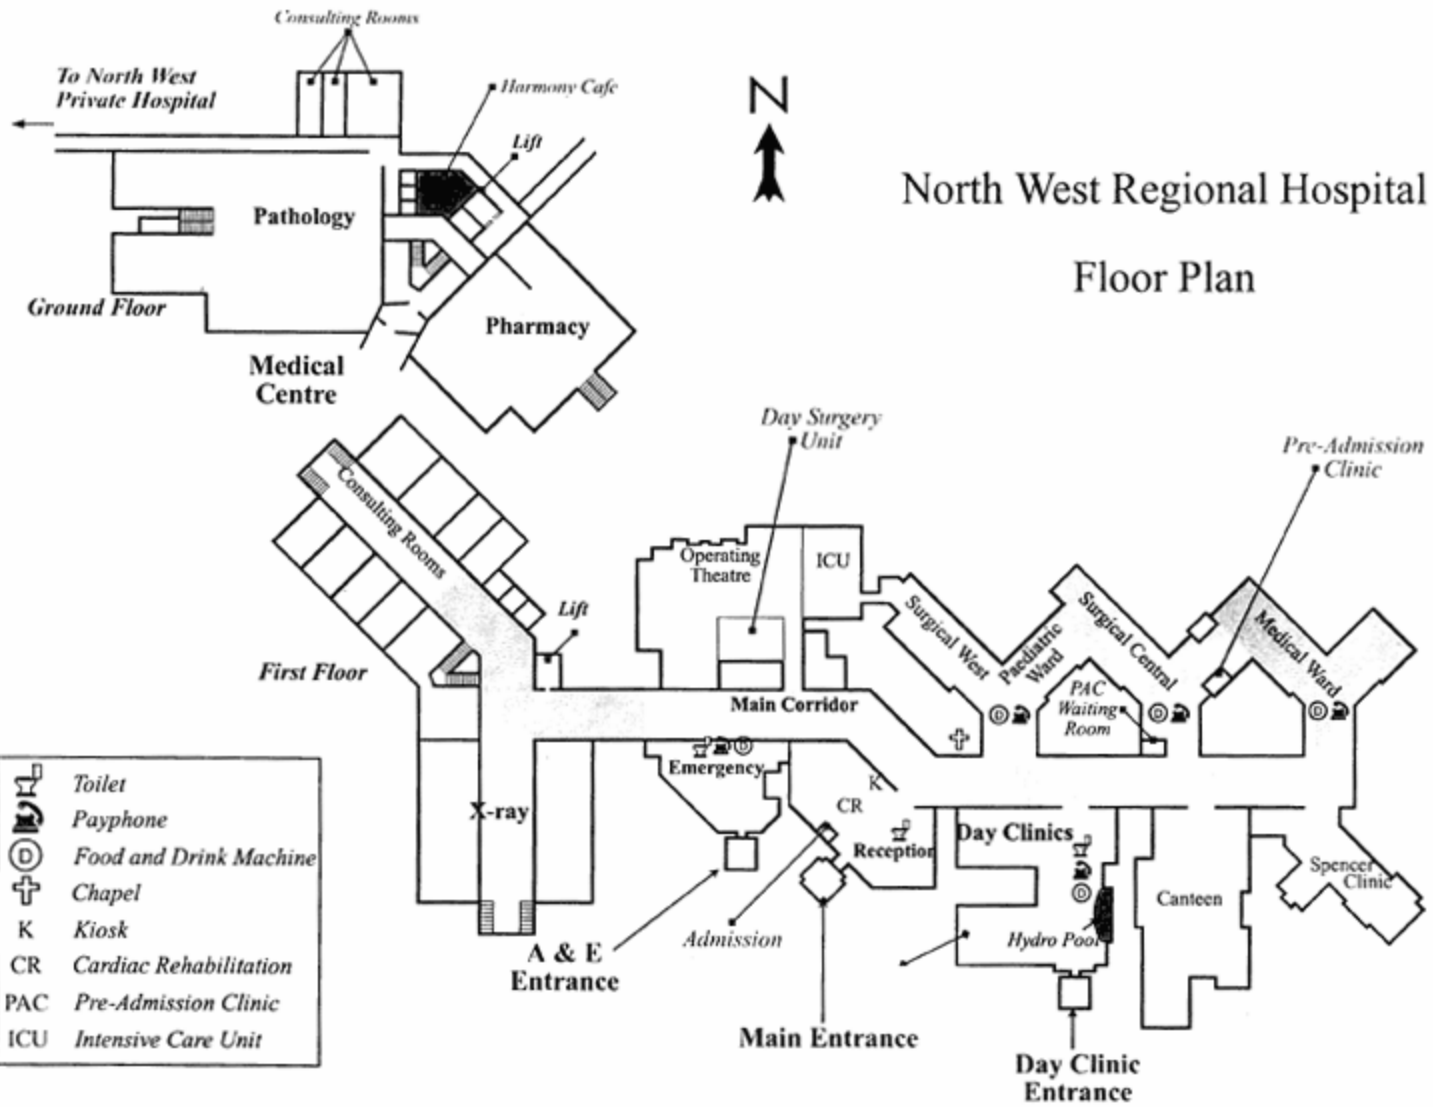 Consulting Rooms
To North West
Private Hospital
Harmony Cafe
Lift
N
North West Regional Hospital
Floor Plan
Pathology
Ground Floor
Pharmacy
Medical
Centre
Day Surgery
Unit
Pre-Admission
Clinic
Consulting Rooms
Operating
Theatre
ICU
Lift
Surgical West
Paediatric
Ward
Surgical Central
Medical Ward
First Floor
PAC
Waiting
Room
Main Corridor
D
D
D
D
Emergency
K
CR
X-ray
Reception
Day Clinics
D
Spencer
Clinic
Canteen
Hydro Pool
Admission
A & E
Entrance
Main Entrance
Day Clinic
Entrance
Toilet
Payphone
D Food and Drink Machine
Chapel
K Kiosk
CR Cardiac Rehabilitation
PAC Pre-Admission Clinic
ICU Intensive Care Unit